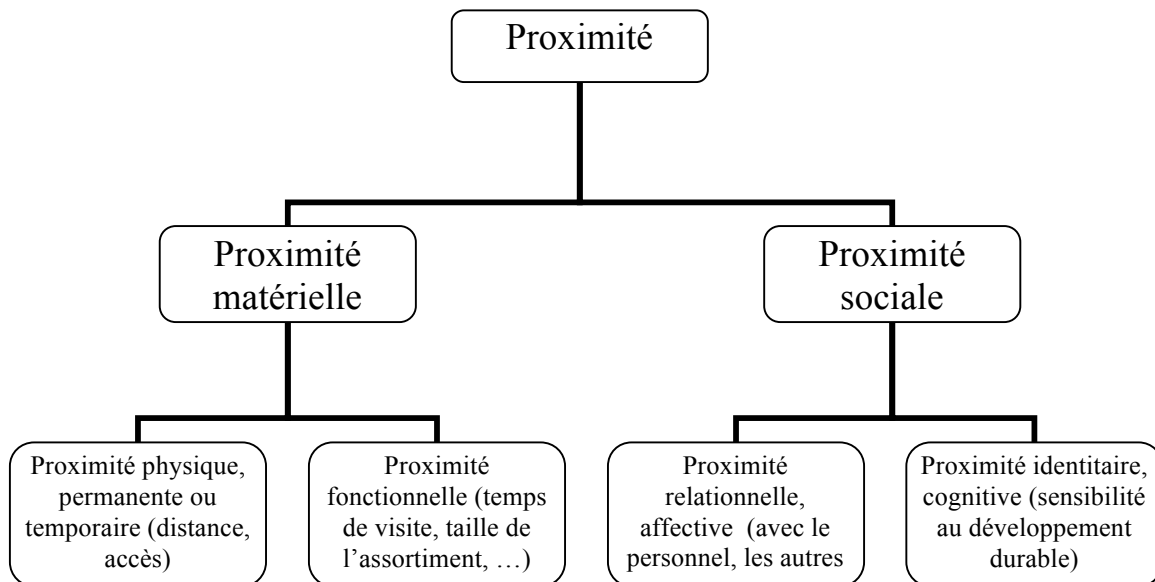 Proximité
Proximité
matérielle
Proximité
sociale
Proximité physique,
permanente ou
temporaire (distance,
accès)
Proximité
fonctionnelle (temps
de visite, taille de
l’assortiment, …)
Proximité
relationnelle,
affective  (avec le
personnel, les autres
Proximité identitaire,
cognitive (sensibilité
au développement
durable)